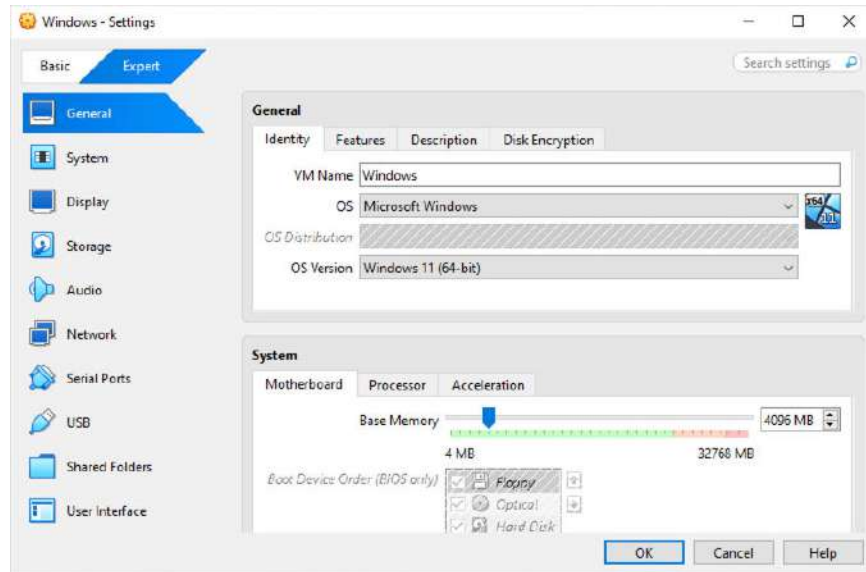 Windows - Settings
Basic
Expert
Search settings
General
System
Display
Storage
Audio
Network
Serial Ports
USB
Shared Folders
User Interface
General
Identity Features Description Disk Encryption
VM Name Windows
OS Microsoft Windows
OS Distribution
OS Version Windows 11 (64-bit)
System
Motherboard Processor Acceleration
Base Memory 4096 MB
4 MB 32768 MB
Boot Device Order (BIOS only) Floppy
Optical
Hard Disk
OK Cancel Help